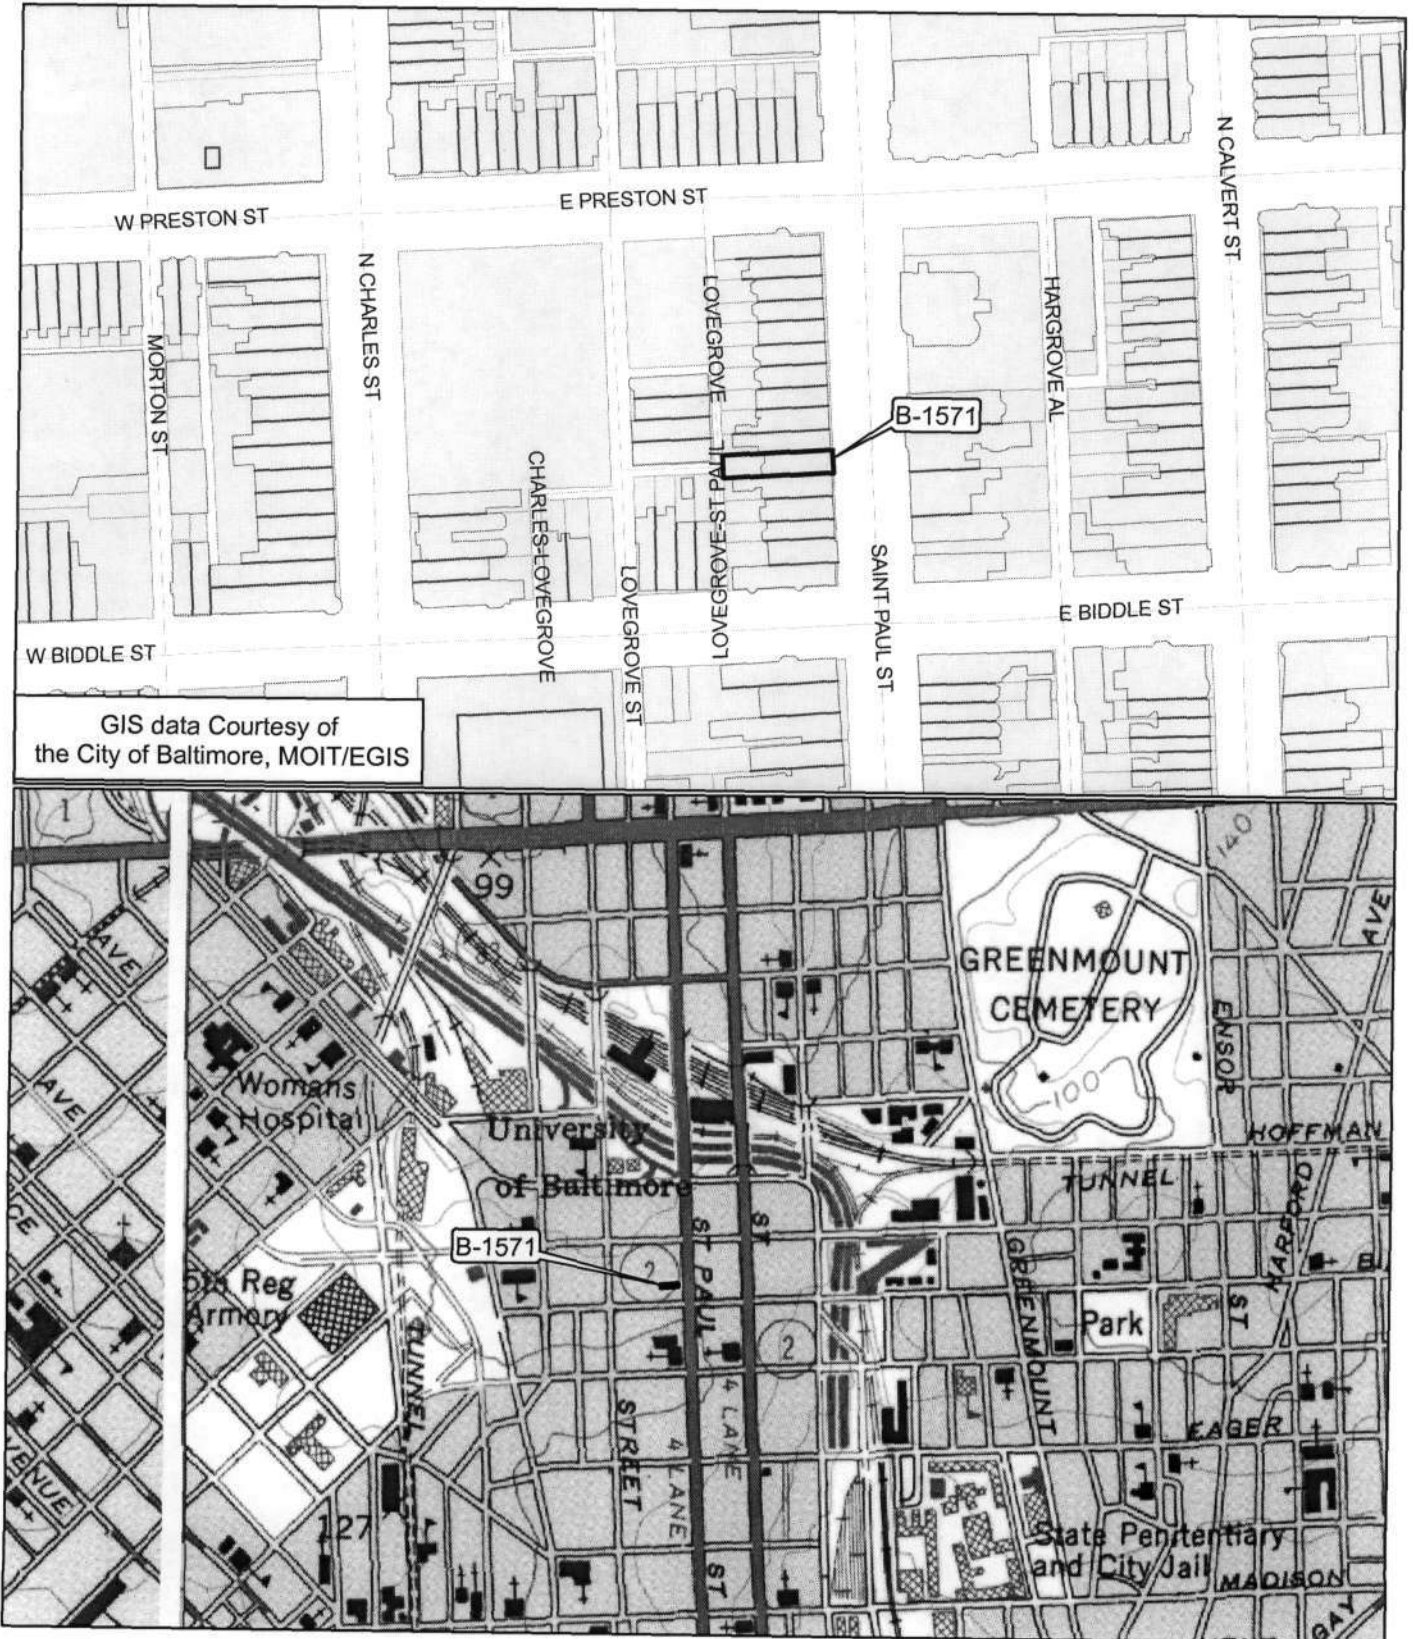 W PRESTON ST
E PRESTON ST
N CALVERT ST
N CHARLES ST
MORTON ST
LOVEGROVE
HARGROVE AL
B-1571
CHARLES-LOVEGROVE
LOVEGROVE ST
LOVEGROVE-ST PAUL
SAINT PAUL ST
E BIDDLE ST
W BIDDLE ST
GIS data Courtesy of
the City of Baltimore, MOIT/EGIS
1
140
99
AVE
AVE
GREENMOUNT
CEMETERY
ENSOR
AVE
Womans
Hospital
100
University
of Baltimore
HOFFMAN
TUNNEL
HARFORD
B-1571
2
ST PAUL
ST
5th Reg
Armory
TUNNEL
GREENMOUNT
Park
ST
2
STREET
4 LANE
4 LANE
EAGER
VENUE
127
State Penitentiary
and City Jail
MADISON
ST
GAY